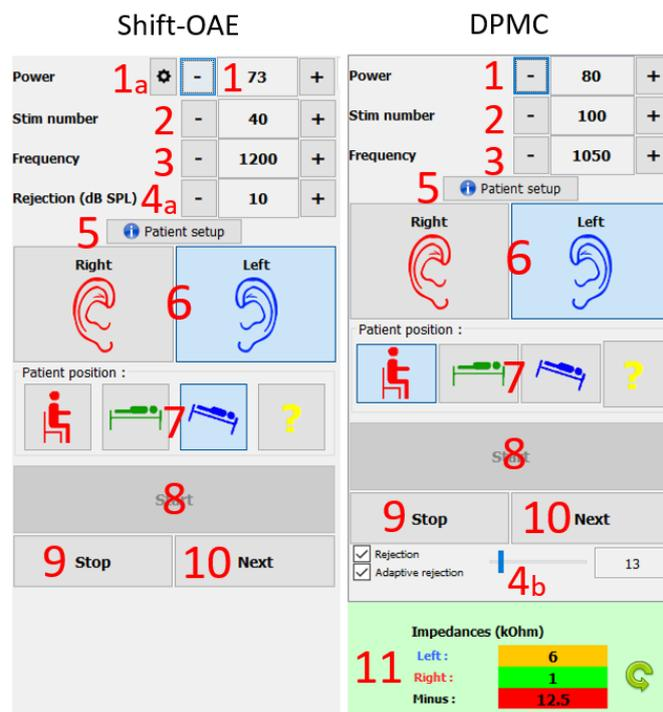 Shift-OAE
Power 1a - 1 73 +
Stim number 2 - 40 +
Frequency 3 - 1200 +
Rejection (dB SPL) 4a - 10 +
5 Patient setup
Right 6 Left
Patient position :
7 ?
Start 8
9 Stop 10 Next
DPMC
Power 1 - 80 +
Stim number 2 - 100 +
Frequency 3 - 1050 +
5 Patient setup
Right 6 Left
Patient position :
7 ?
Start 8
9 Stop 10 Next
Rejection
Adaptive rejection 4b 13
Impedances (kOhm)
11 Left : 6
Right : 1
Minus : 12.5